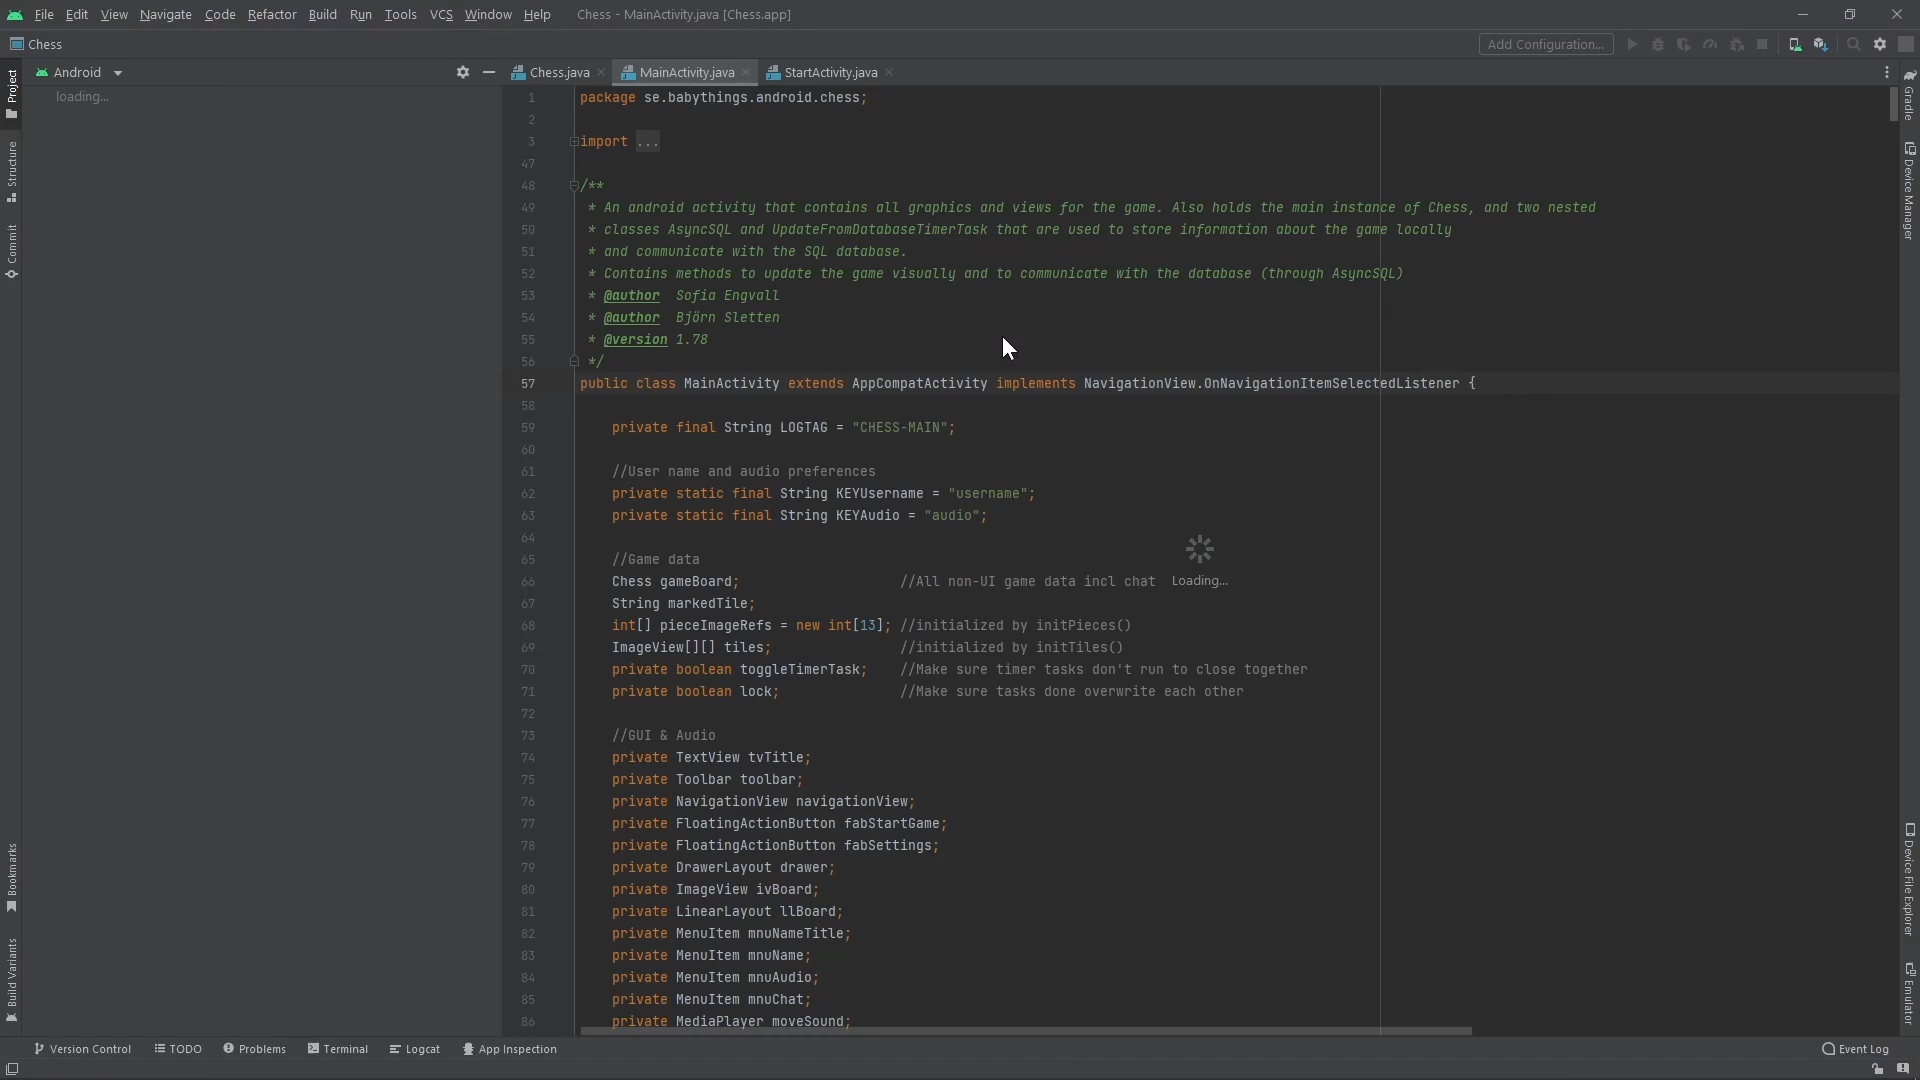 File Edit View Navigate Code Refactor Build Run Tools VCS Window Help Chess - MainActivity.java [Chess.app]
Chess Add Configuration...
Android Chess.java MainActivity.java StartActivity.java
Project
Structure
Commit
Bookmarks
Build Variants
loading...
1 package se.babythings.android.chess;
2
3 import ...
47
48 /**
49 * An android activity that contains all graphics and views for the game. Also holds the main instance of Chess, and two nested
50 * classes AsyncSQL and UpdateFromDatabaseTimerTask that are used to store information about the game locally
51 * and communicate with the SQL database.
52 * Contains methods to update the game visually and to communicate with the database (through AsyncSQL)
53 * @author  Sofia Engvall
54 * @author  Björn Sletten
55 * @version 1.78
56 */
57 public class MainActivity extends AppCompatActivity implements NavigationView.OnNavigationItemSelectedListener {
58
59 private final String LOGTAG = "CHESS-MAIN";
60
61 //User name and audio preferences
62 private static final String KEYUsername = "username";
63 private static final String KEYAudio = "audio";
64
65 //Game data
66 Chess gameBoard; //All non-UI game data incl chat
67 String markedTile;
68 int[] pieceImageRefs = new int[13]; //initialized by initPieces()
69 ImageView[][] tiles; //initialized by initTiles()
70 private boolean toggleTimerTask; //Make sure timer tasks don't run to close together
71 private boolean lock; //Make sure tasks done overwrite each other
72
73 //GUI & Audio
74 private TextView tvTitle;
75 private Toolbar toolbar;
76 private NavigationView navigationView;
77 private FloatingActionButton fabStartGame;
78 private FloatingActionButton fabSettings;
79 private DrawerLayout drawer;
80 private ImageView ivBoard;
81 private LinearLayout llBoard;
82 private MenuItem mnuNameTitle;
83 private MenuItem mnuName;
84 private MenuItem mnuAudio;
85 private MenuItem mnuChat;
86 private MediaPlayer moveSound;
Loading...
Gradle
Device Manager
Device File Explorer
Emulator
Version Control TODO Problems Terminal Logcat App Inspection Event Log